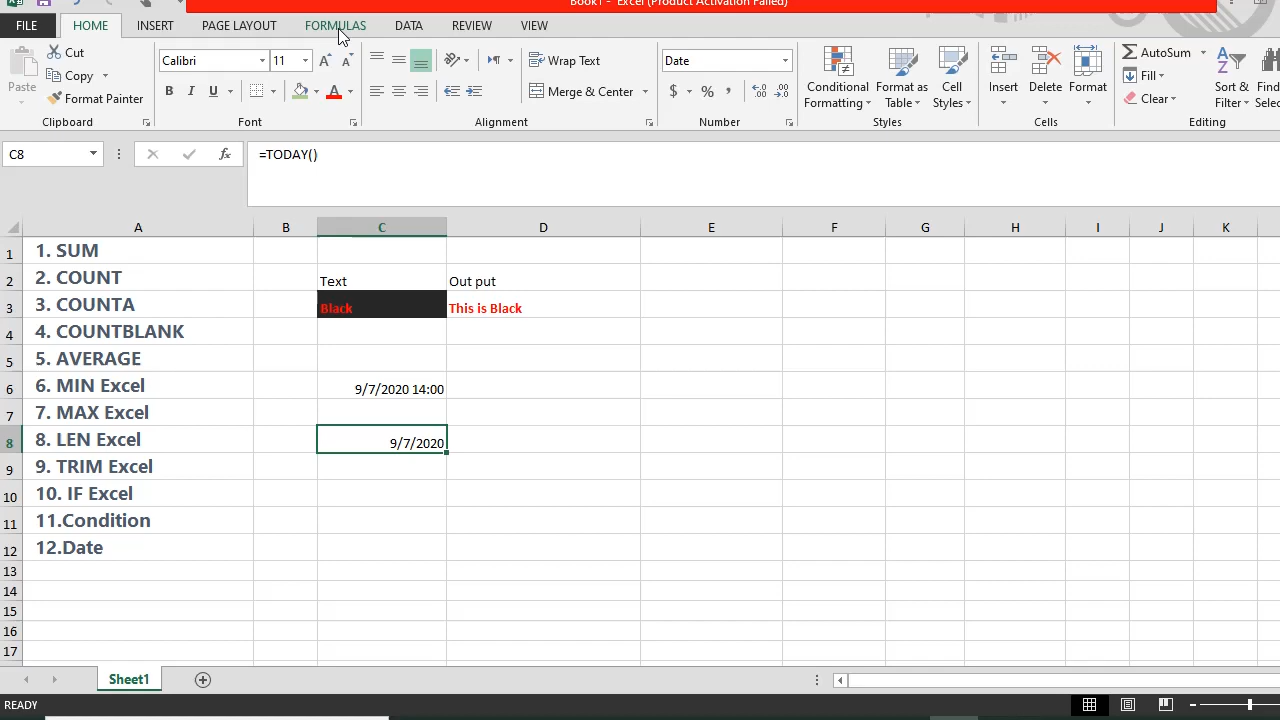 Book1 - Excel (Product Activation Failed)
FILE HOME INSERT PAGE LAYOUT FORMULAS DATA REVIEW VIEW
Paste
Cut
Copy
Format Painter
Clipboard
Calibri 11
B I U
Font
Wrap Text
Merge & Center
Alignment
Date
$ % ,
Number
Conditional Formatting
Format as Table
Cell Styles
Styles
Insert Delete Format
Cells
AutoSum
Fill
Clear
Sort & Filter
Editing
C8 fx =TODAY()
A B C D E F G H I J K
1 1. SUM
2 2. COUNT Text Out put
3 3. COUNTA Black This is Black
4 4. COUNTBLANK
5 5. AVERAGE
6 6. MIN Excel 9/7/2020 14:00
7 7. MAX Excel
8 8. LEN Excel 9/7/2020
9 9. TRIM Excel
10 10. IF Excel
11 11.Condition
12 12.Date
13
14
15
16
17
Sheet1
READY